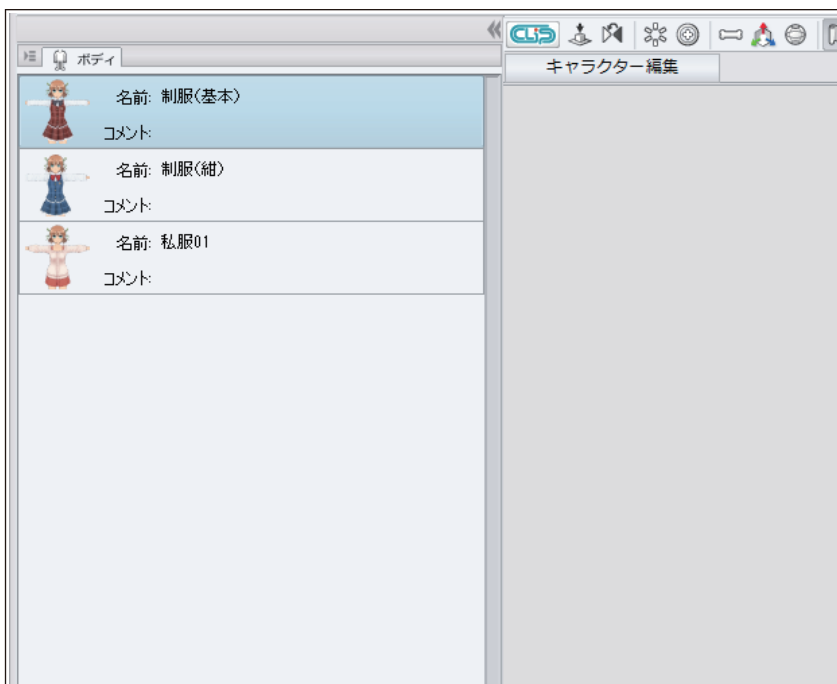 CLIP
ボディ
キャラクター編集
名前: 制服(基本)
コメント:
名前: 制服(紺)
コメント:
名前: 私服01
コメント: